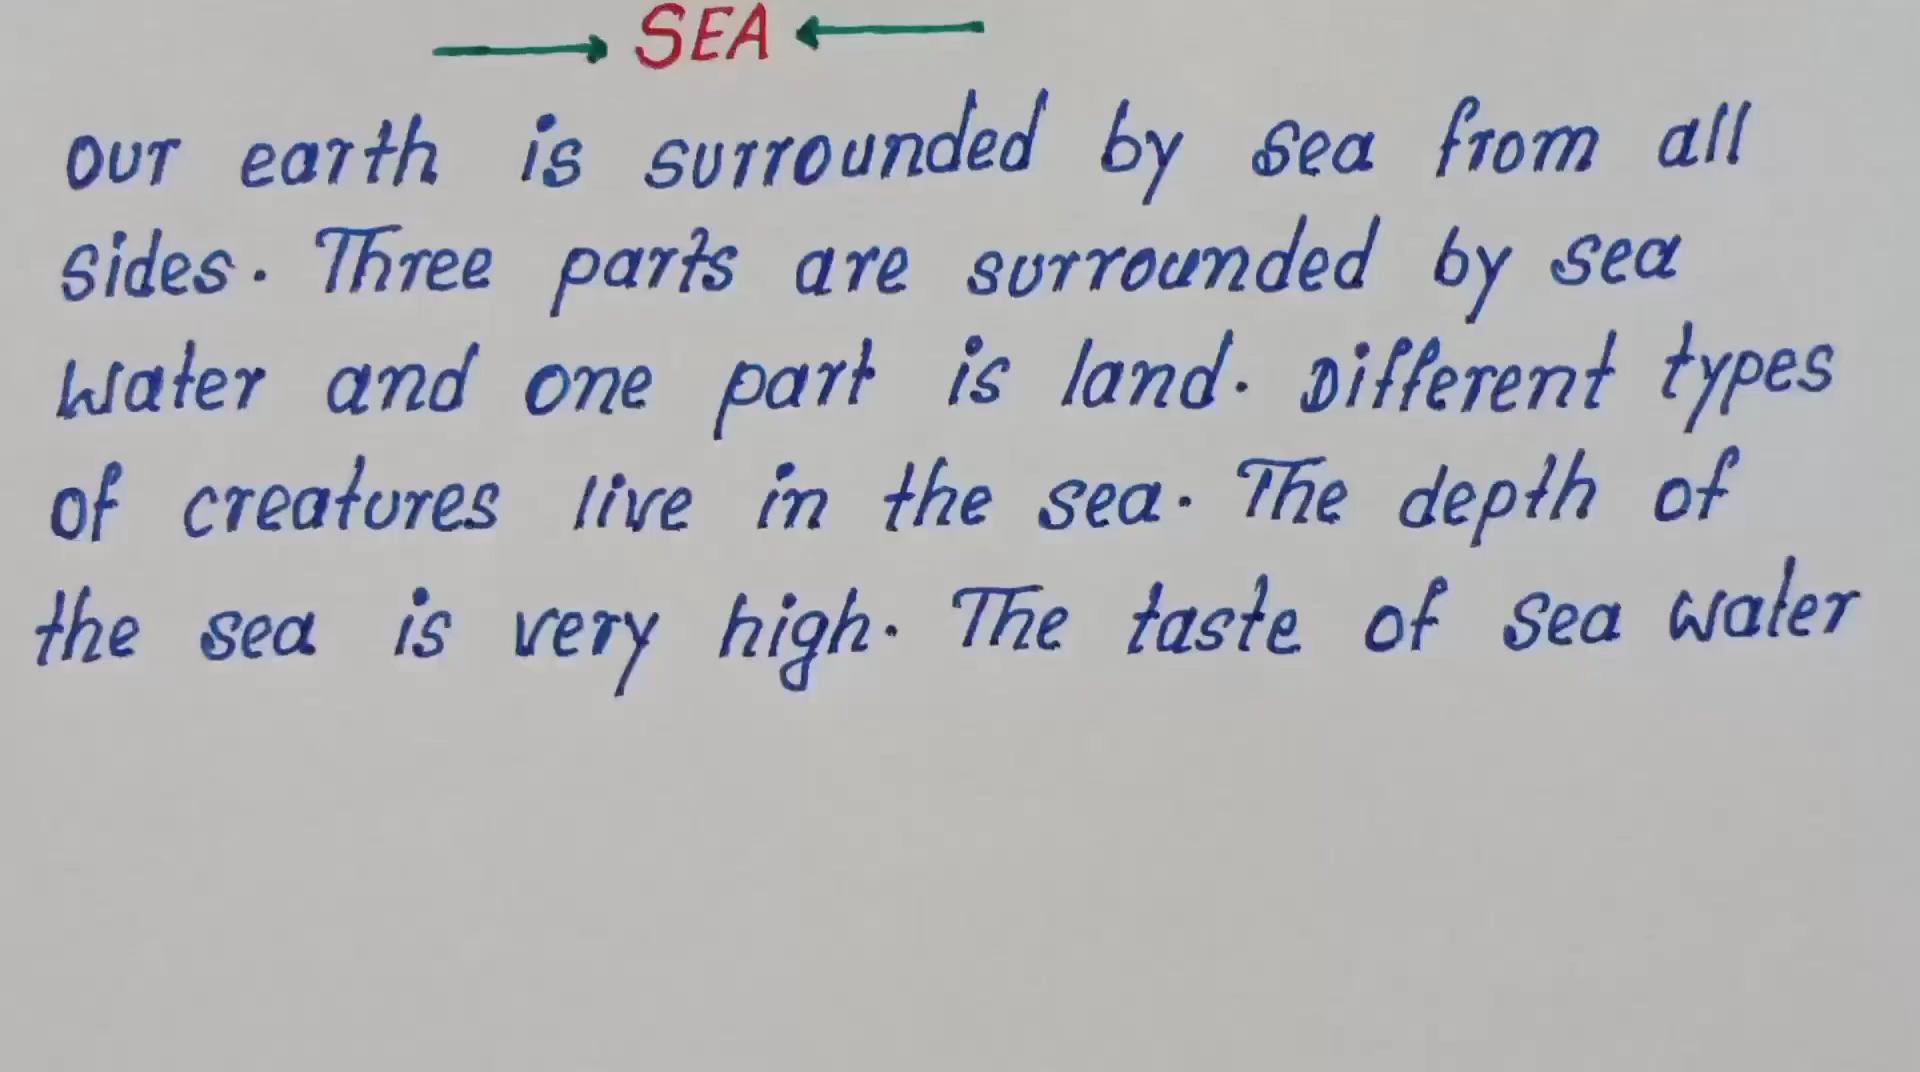 SEA
our earth is surrounded by sea from all
sides. Three parts are surrounded by sea
water and one part is land. Different types
of creatures live in the sea. The depth of
the sea is very high. The taste of sea water